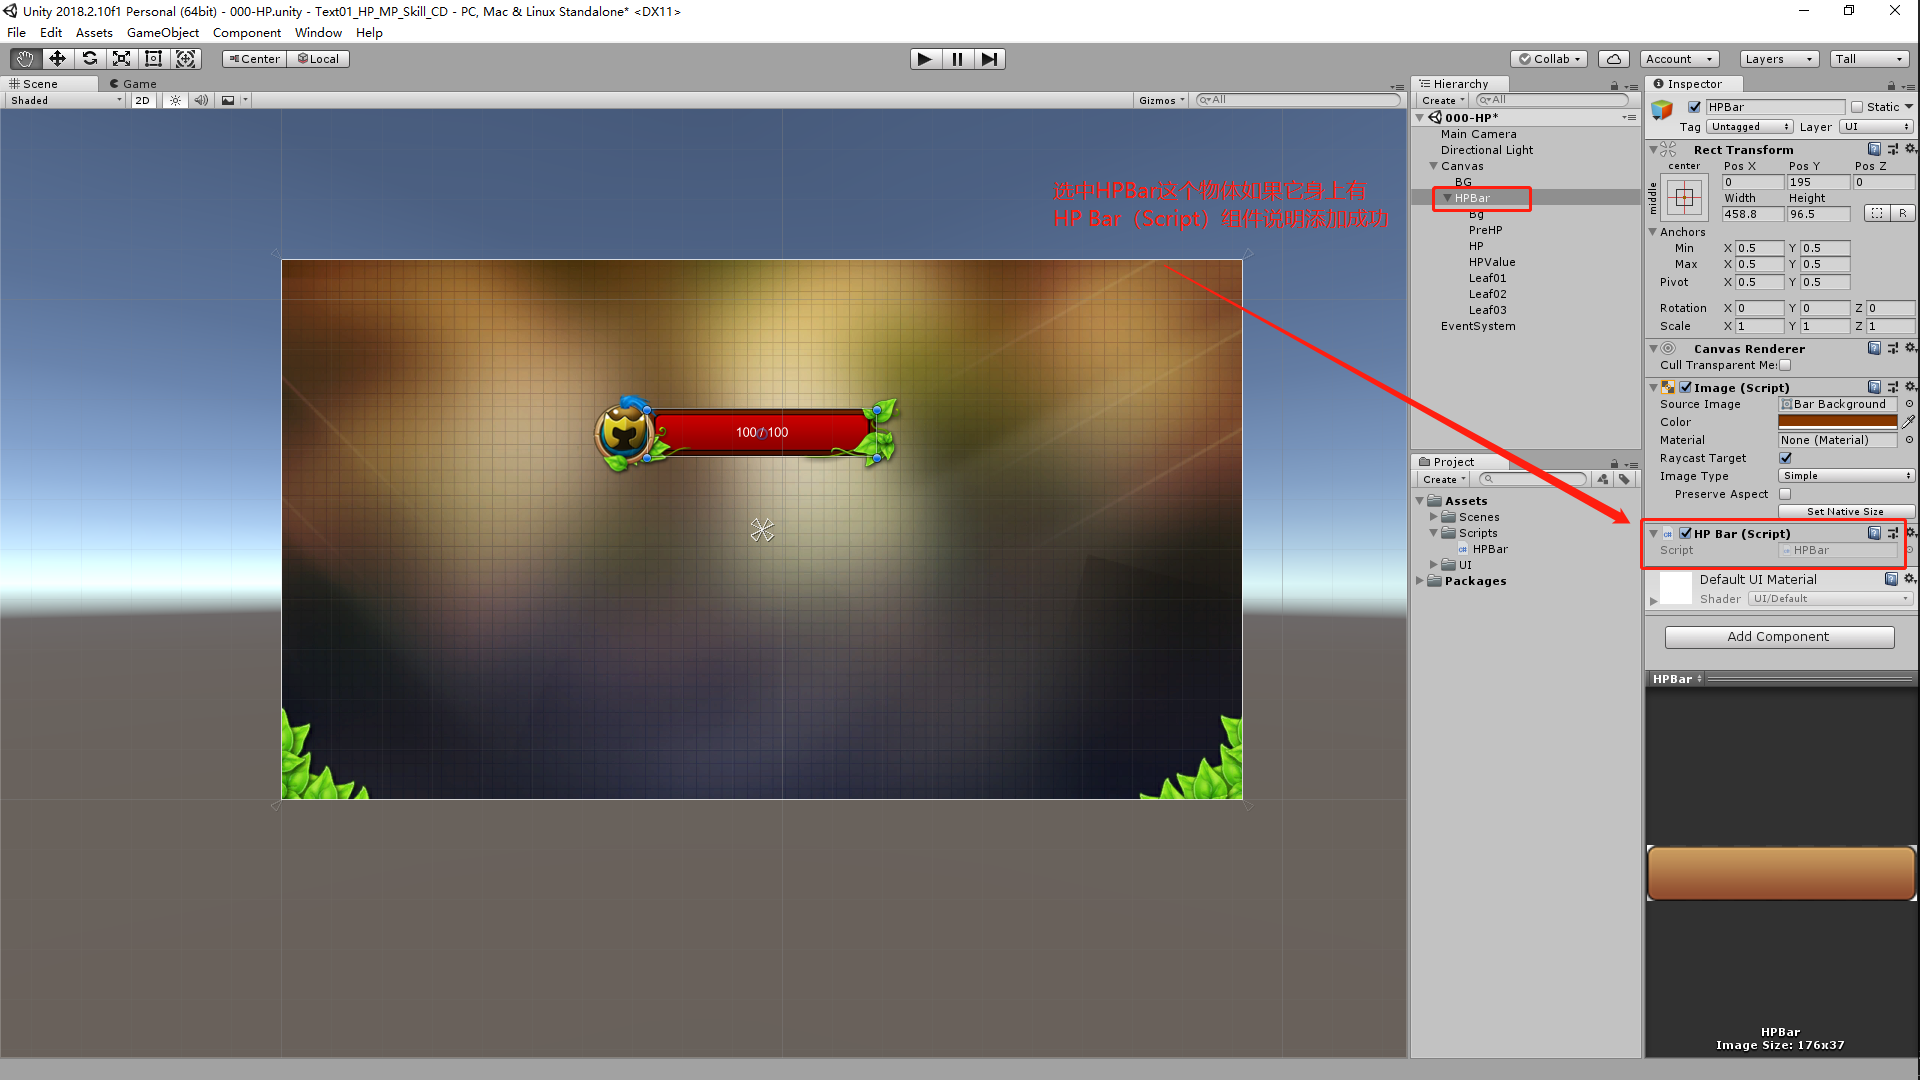 Unity 2018.2.10f1 Personal (64bit) - 000-HP.unity - Text01_HP_MP_Skill_CD - PC, Mac & Linux Standalone* <DX11>
File Edit Assets GameObject Component Window Help
Center Local
Collab Account Layers Tall
Scene Game
Shaded 2D Gizmos All
选中HPBar这个物体如果它身上有
HP Bar（Script）组件说明添加成功
100 100
Hierarchy
Create All
000-HP*
Main Camera
Directional Light
Canvas
BG
HPBar
Bg
PreHP
HP
HPValue
Leaf01
Leaf02
Leaf03
EventSystem
Project
Create
Assets
Scenes
Scripts
HPBar
UI
Packages
Inspector
HPBar Static
Tag Untagged Layer UI
Rect Transform
center Pos X Pos Y Pos Z
middle 0 195 0
Width Height
458.8 96.5 R
Anchors
Min X 0.5 Y 0.5
Max X 0.5 Y 0.5
Pivot X 0.5 Y 0.5
Rotation X 0 Y 0 Z 0
Scale X 1 Y 1 Z 1
Canvas Renderer
Cull Transparent Me
Image (Script)
Source Image Bar Background
Color
Material None (Material)
Raycast Target
Image Type Simple
Preserve Aspect
Set Native Size
HP Bar (Script)
Script HPBar
Default UI Material
Shader UI/Default
Add Component
HPBar
HPBar
Image Size: 176x37